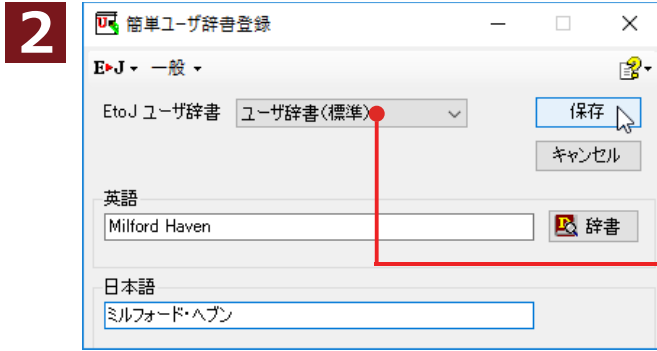 2
簡単ユーザ辞書登録
E▶J 一般
EtoJ ユーザ辞書 ユーザ辞書(標準) 保存
キャンセル
英語
Milford Haven 辞書
日本語
ミルフォード・ヘブン